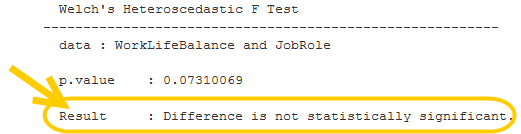 Welch's Heteroscedastic F Test
---------------------------------------------------------------
data : WorkLifeBalance and JobRole
p.value : 0.07310069
Result : Difference is not statistically significant.